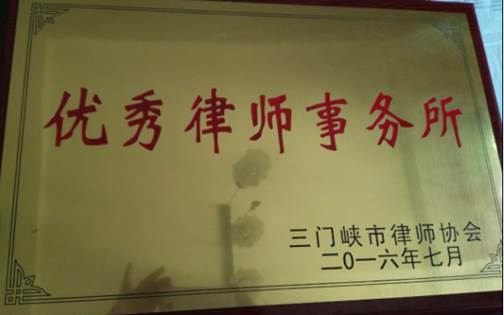 优秀律师事务所
三门峡市律师协会
二〇一六年七月